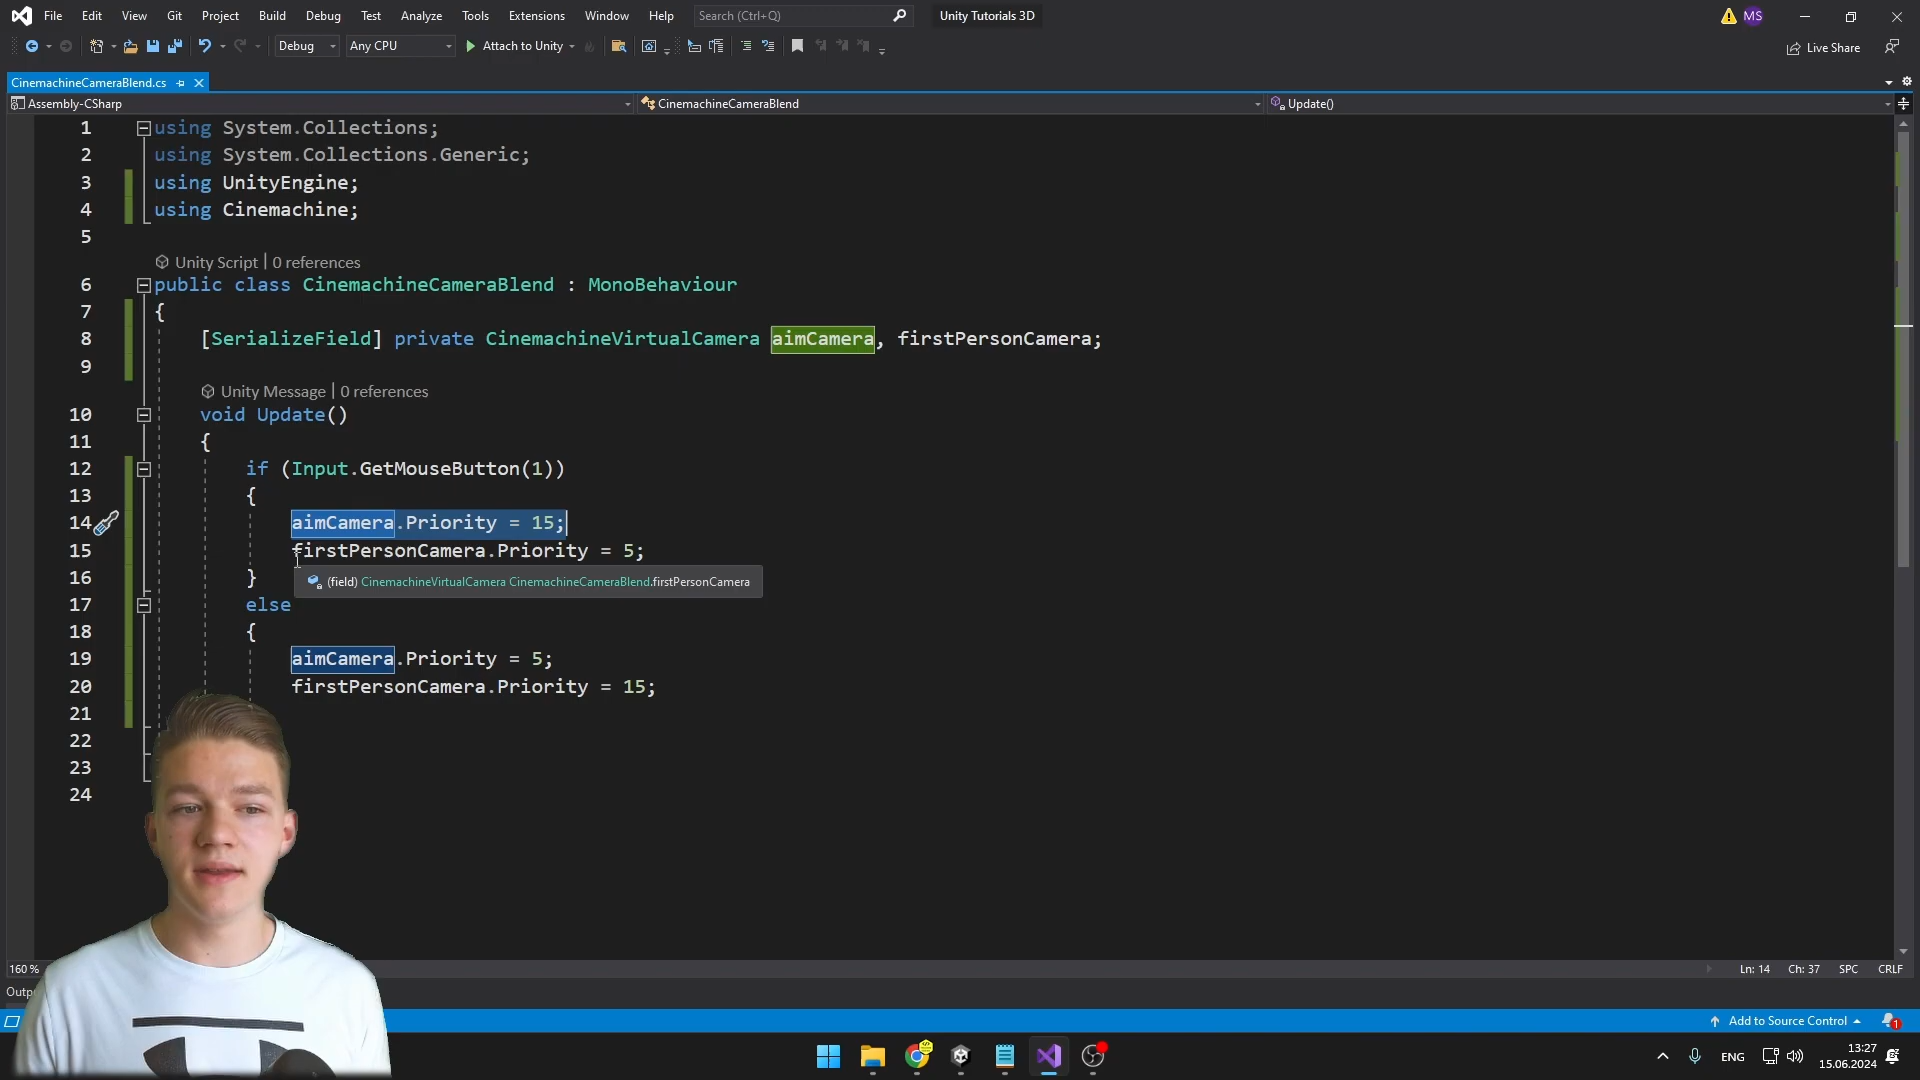 File Edit View Git Project Build Debug Test Analyze Tools Extensions Window Help Search (Ctrl+Q) Unity Tutorials 3D MS
Debug Any CPU Attach to Unity Live Share
CinemachineCameraBlend.cs
Assembly-CSharp CinemachineCameraBlend Update()
1 using System.Collections;
2 using System.Collections.Generic;
3 using UnityEngine;
4 using Cinemachine;
5
Unity Script | 0 references
6 public class CinemachineCameraBlend : MonoBehaviour
7 {
8 [SerializeField] private CinemachineVirtualCamera aimCamera, firstPersonCamera;
9
Unity Message | 0 references
10 void Update()
11 {
12 if (Input.GetMouseButton(1))
13 {
14 aimCamera.Priority = 15;
15 firstPersonCamera.Priority = 5;
16 }
(field) CinemachineVirtualCamera CinemachineCameraBlend.firstPersonCamera
17 else
18 {
19 aimCamera.Priority = 5;
20 firstPersonCamera.Priority = 15;
21
22
23
24
160 % Ln: 14 Ch: 37 SPC CRLF
Add to Source Control 1
ENG 13:27
15.06.2024